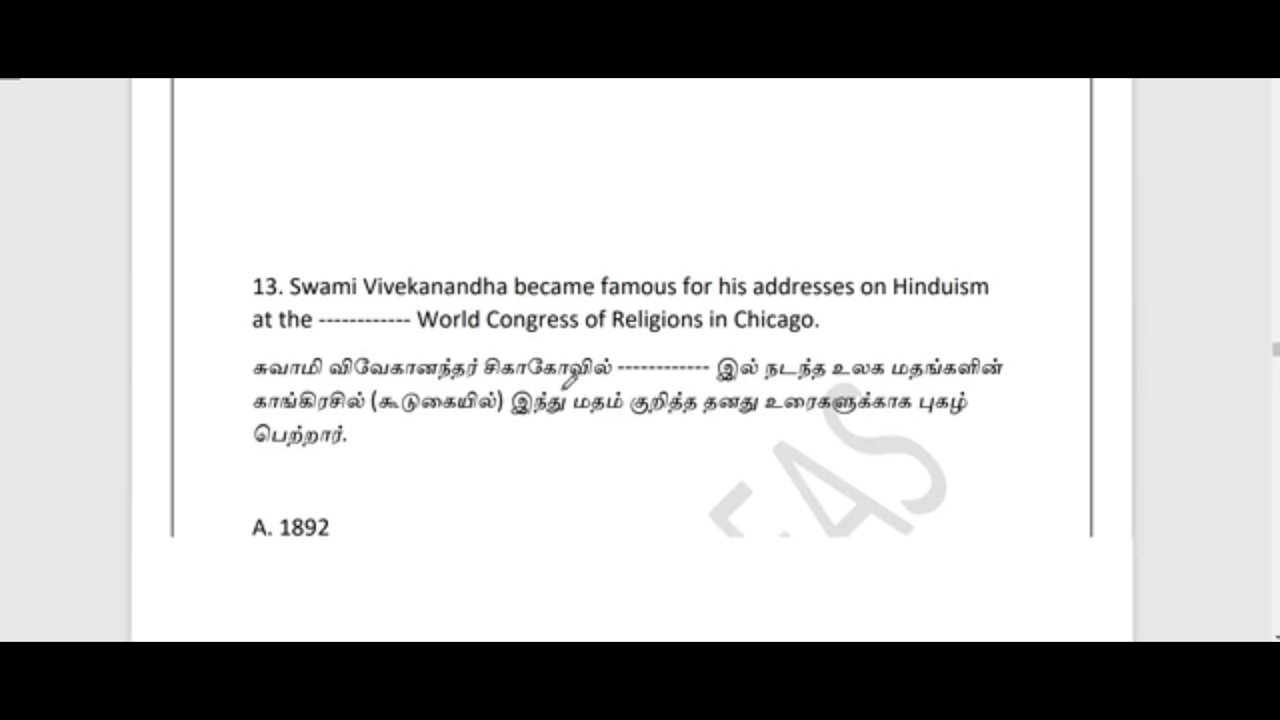 13. Swami Vivekanandha became famous for his addresses on Hinduism
at the ------------ World Congress of Religions in Chicago.
சுவாமி விவேகானந்தர் சிகாகோவில் ------------ இல் நடந்த உலக மதங்களின்
காங்கிரசில் (கூடுகையில்) இந்து மதம் குறித்த தனது உரைகளுக்காக புகழ்
பெற்றார்.
A. 1892